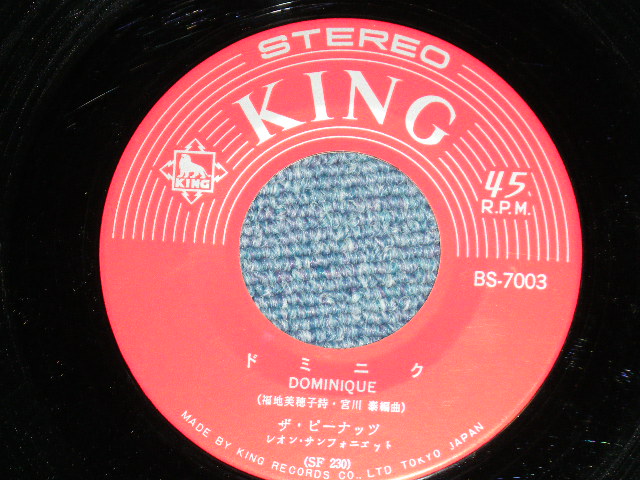 STEREO
KING
KING
45
R.P.M.
BS-7003
ドミニク
DOMINIQUE
(福地美穂子詩・宮川 泰編曲)
ザ・ピーナッツ
レオン・サンフォニエット
(SF 230)
MADE BY KING RECORDS CO., LTD TOKYO JAPAN